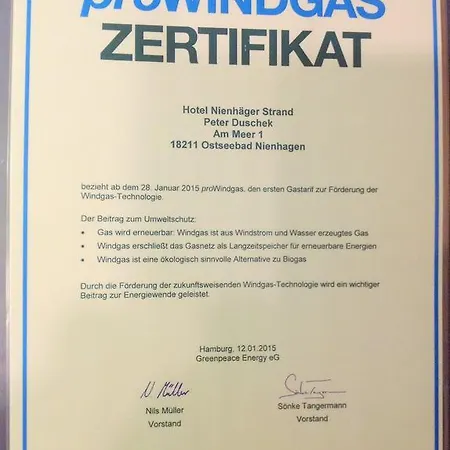 proWINDGAS
ZERTIFIKAT
Hotel Nienhäger Strand
Peter Duschek
Am Meer 1
18211 Ostseebad Nienhagen
bezieht ab dem 28. Januar 2015 proWindgas, den ersten Gastarif zur Förderung der
Windgas-Technologie.
Der Beitrag zum Umweltschutz:
• Gas wird erneuerbar: Windgas ist aus Windstrom und Wasser erzeugtes Gas
• Windgas erschließt das Gasnetz als Langzeitspeicher für erneuerbare Energien
• Windgas ist eine ökologisch sinnvolle Alternative zu Biogas
Durch die Förderung der zukunftsweisenden Windgas-Technologie wird ein wichtiger
Beitrag zur Energiewende geleistet.
Hamburg, 12.01.2015
Greenpeace Energy eG
N Müller
Nils Müller
Vorstand
Sönke Tangermann
Vorstand